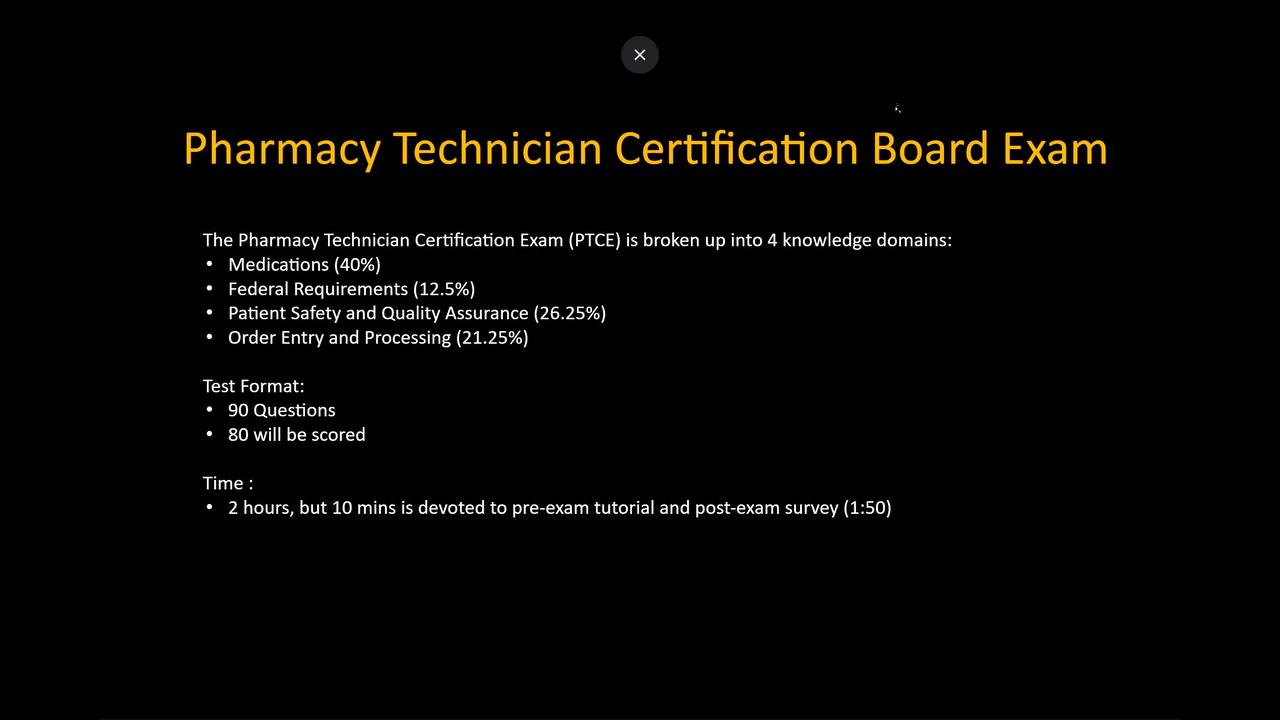 Pharmacy Technician Certification Board Exam
The Pharmacy Technician Certification Exam (PTCE) is broken up into 4 knowledge domains:
• Medications (40%)
• Federal Requirements (12.5%)
• Patient Safety and Quality Assurance (26.25%)
• Order Entry and Processing (21.25%)
Test Format:
• 90 Questions
• 80 will be scored
Time :
• 2 hours, but 10 mins is devoted to pre-exam tutorial and post-exam survey (1:50)